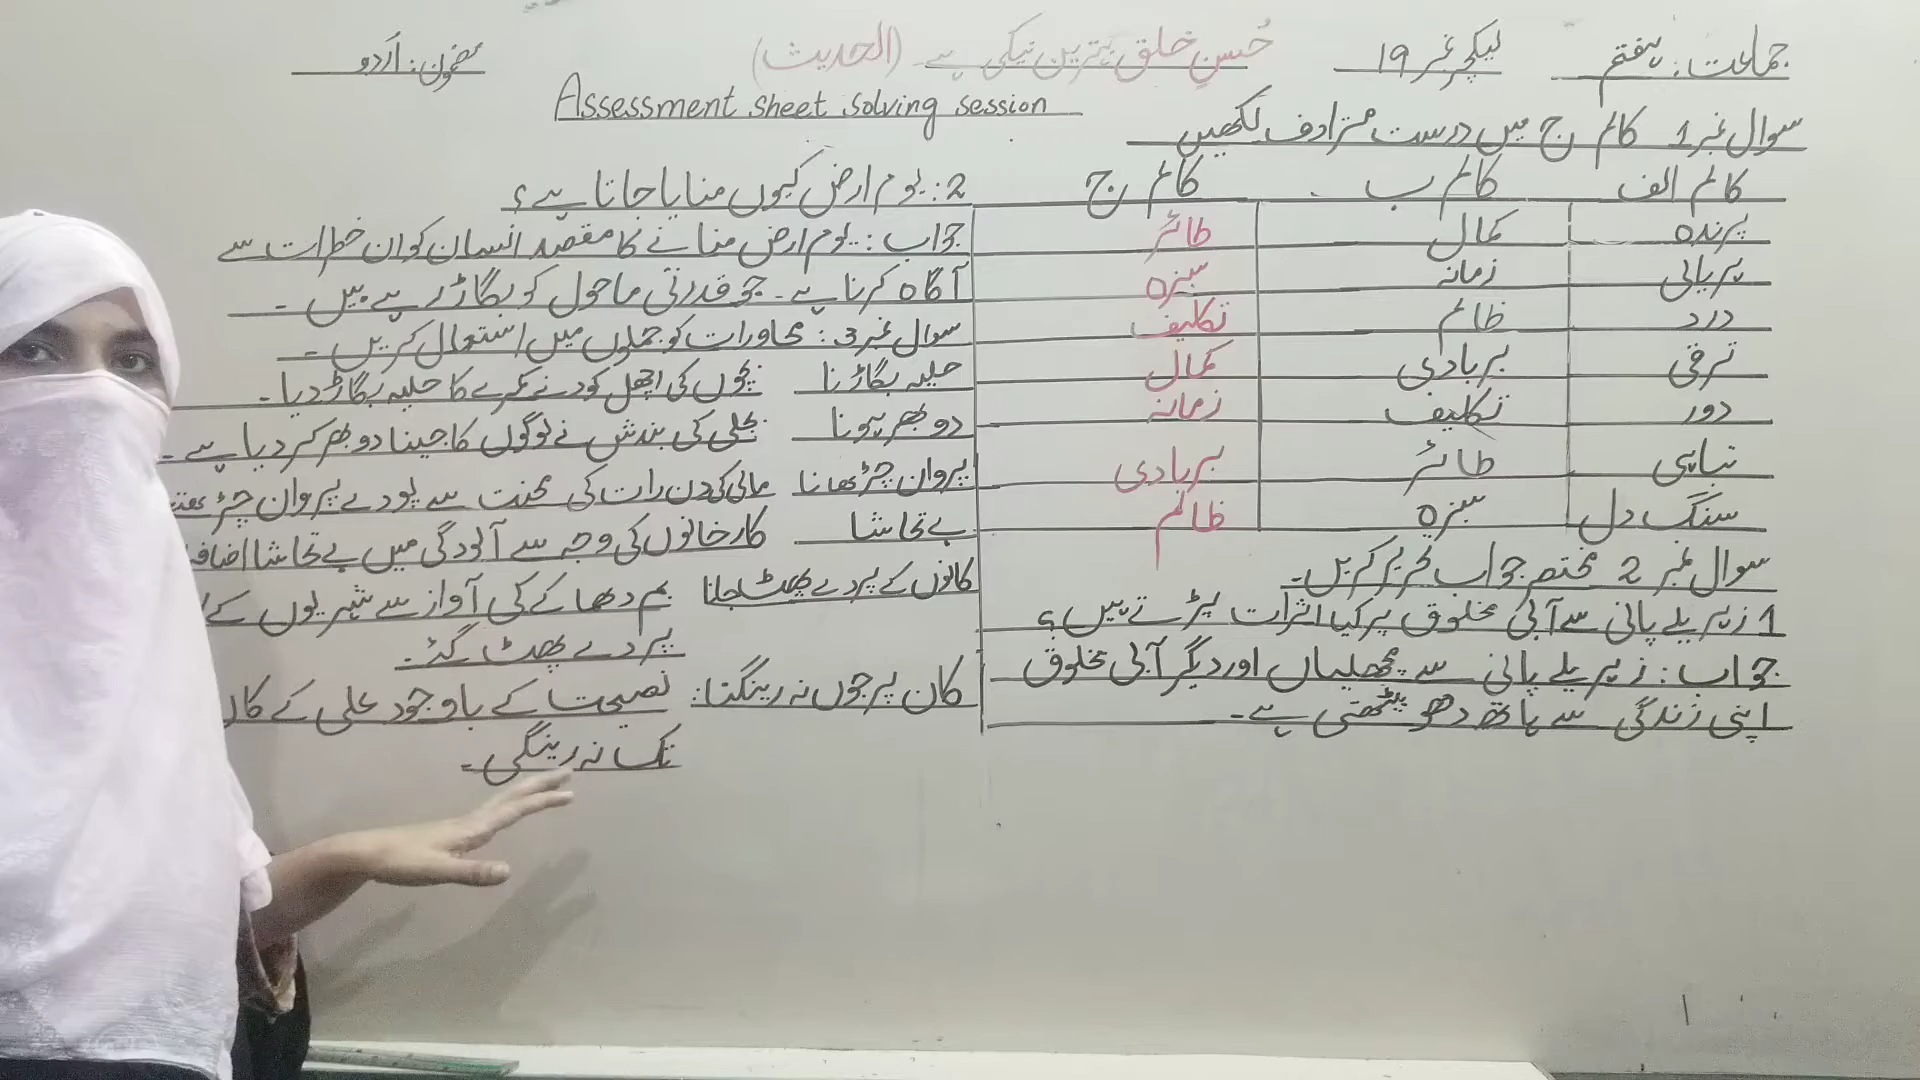 جماعت: ہفتم لیکچر نمبر 19 حُسنِ خلق بہترین نیکی ہے۔ (الحدیث) مضمون: اُردو
Assessment sheet solving session
سوال نمبر 1 کالم ج میں درست مترادف لکھیں
کالم الف کالم ب کالم ج
پرندہ کمال طائر
ہریالی زمانہ سبزہ
درد ظالم تکلیف
ترقی بربادی کمال
دور تکلیف زمانہ
تباہی طائر بربادی
سنگ دل سبزہ ظالم
سوال نمبر 2 مختصر جواب تحریر کریں۔
1 زہریلے پانی سے آبی مخلوق پر کیا اثرات پڑتے ہیں؟
جواب: زہریلے پانی سے مچھلیاں اور دیگر آبی مخلوق
اپنی زندگی سے ہاتھ دھو بیٹھتی ہے۔
2: یوم ارض کیوں منایا جاتا ہے؟
جواب: یوم ارض منانے کا مقصد انسان کو ان خطرات سے
آگاہ کرنا ہے۔ جو قدرتی ماحول کو بگاڑ رہے ہیں۔
سوال نمبر 3: محاورات کو جملوں میں استعمال کریں۔
حلیہ بگاڑنا بچوں کی اچھل کود نے کمرے کا حلیہ بگاڑ دیا۔
دو بھر ہونا بجلی کی بندش نے لوگوں کا جینا دو بھر کر دیا ہے۔
پروان چڑھانا مالی کی دن رات کی محنت سے پودے پروان
بے تحاشا کارخانوں کی وجہ سے آلودگی میں بے تحاشا اضافہ
کانوں کے پردے پھٹ جانا بم دھماکے کی آواز سے شہریوں کے
پردے پھٹ گئے۔
کان پر جوں نہ رینگنا: نصیحت کے باوجود علی کے
تک نہ رینگی۔